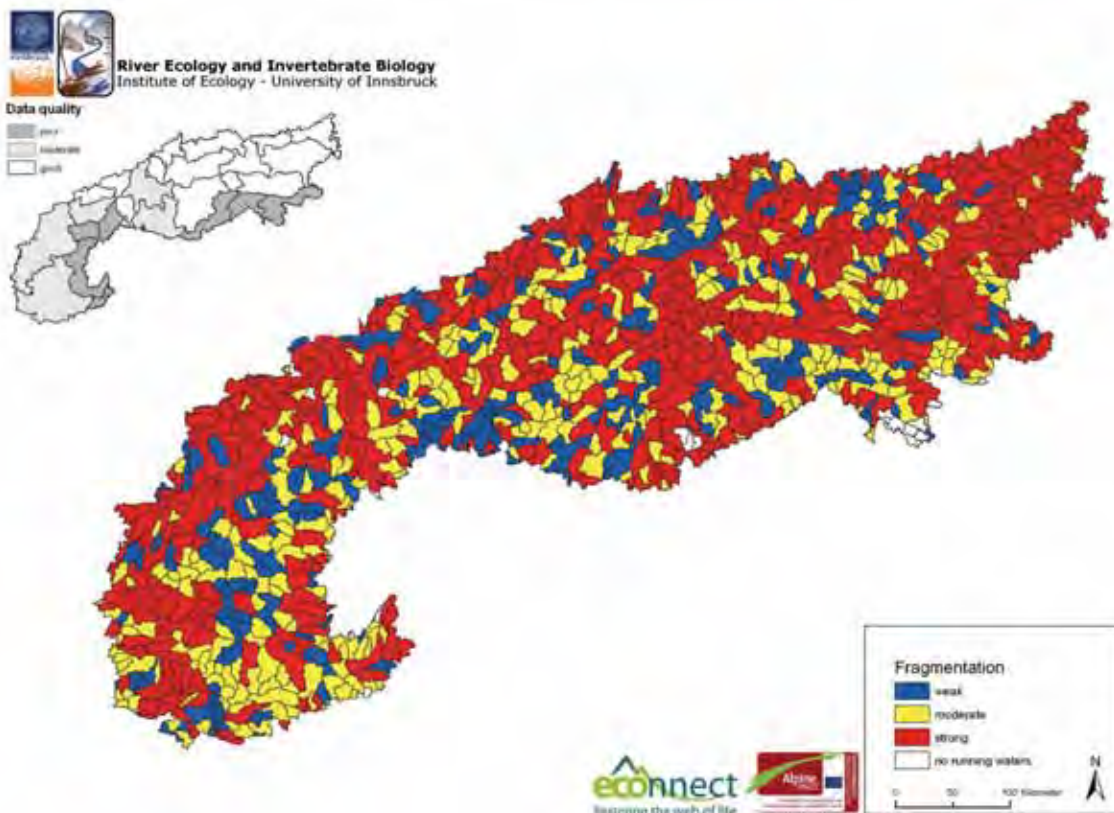 River Ecology and Invertebrate Biology
Institute of Ecology - University of Innsbruck
Data quality
poor
moderate
good
Fragmentation
weak
moderate
strong
no running waters
N
0 50 100 Kilometer
econnect
Restoring the web of life
Alpine